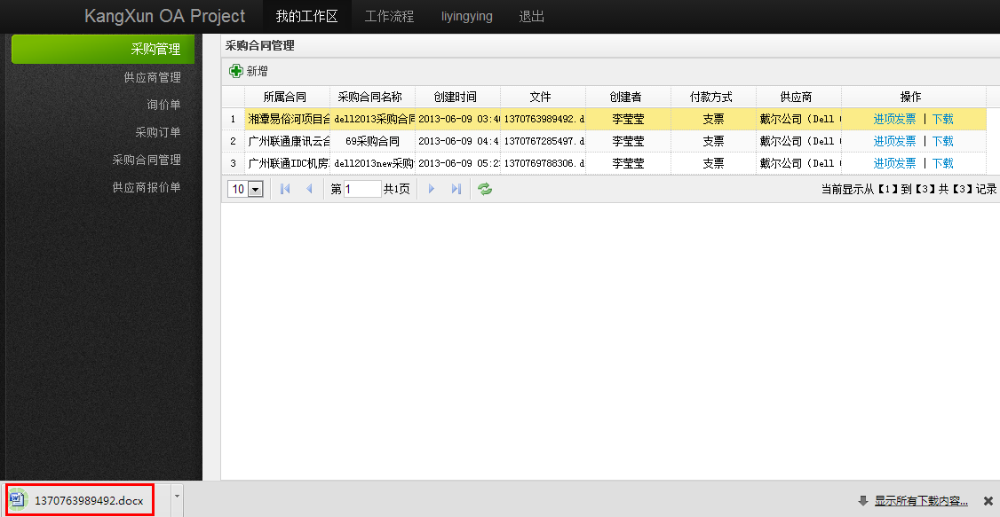 KangXun OA Project 我的工作区 工作流程 liyingying 退出
采购管理
供应商管理
询价单
采购订单
采购合同管理
供应商报价单
采购合同管理
新增
所属合同 采购合同名称 创建时间 文件 创建者 付款方式 供应商 操作
1 湘潭易俗河项目合 dell2013采购合同 2013-06-09 03:40 1370763989492.d 李莹莹 支票 戴尔公司（Dell 进项发票 | 下载
2 广州联通康讯云合 69采购合同 2013-06-09 04:4 1370767285497.d 李莹莹 支票 戴尔公司（Dell 进项发票 | 下载
3 广州联通IDC机房 dell2013new采购 2013-06-09 05:2 1370769788306.d 李莹莹 支票 戴尔公司（Dell 进项发票 | 下载
10 第 1 共1页 当前显示从【1】到【3】共【3】记录
1370763989492.docx 显示所有下载内容...